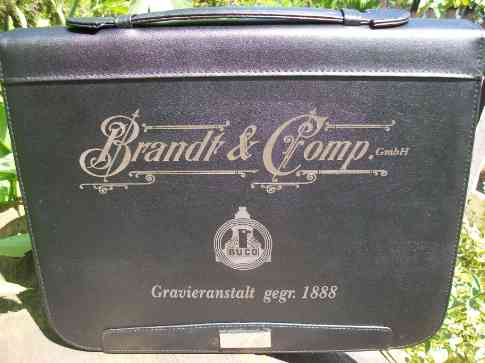 Brandt & Comp. GmbH
BUCO
Gravieranstalt gegr. 1888